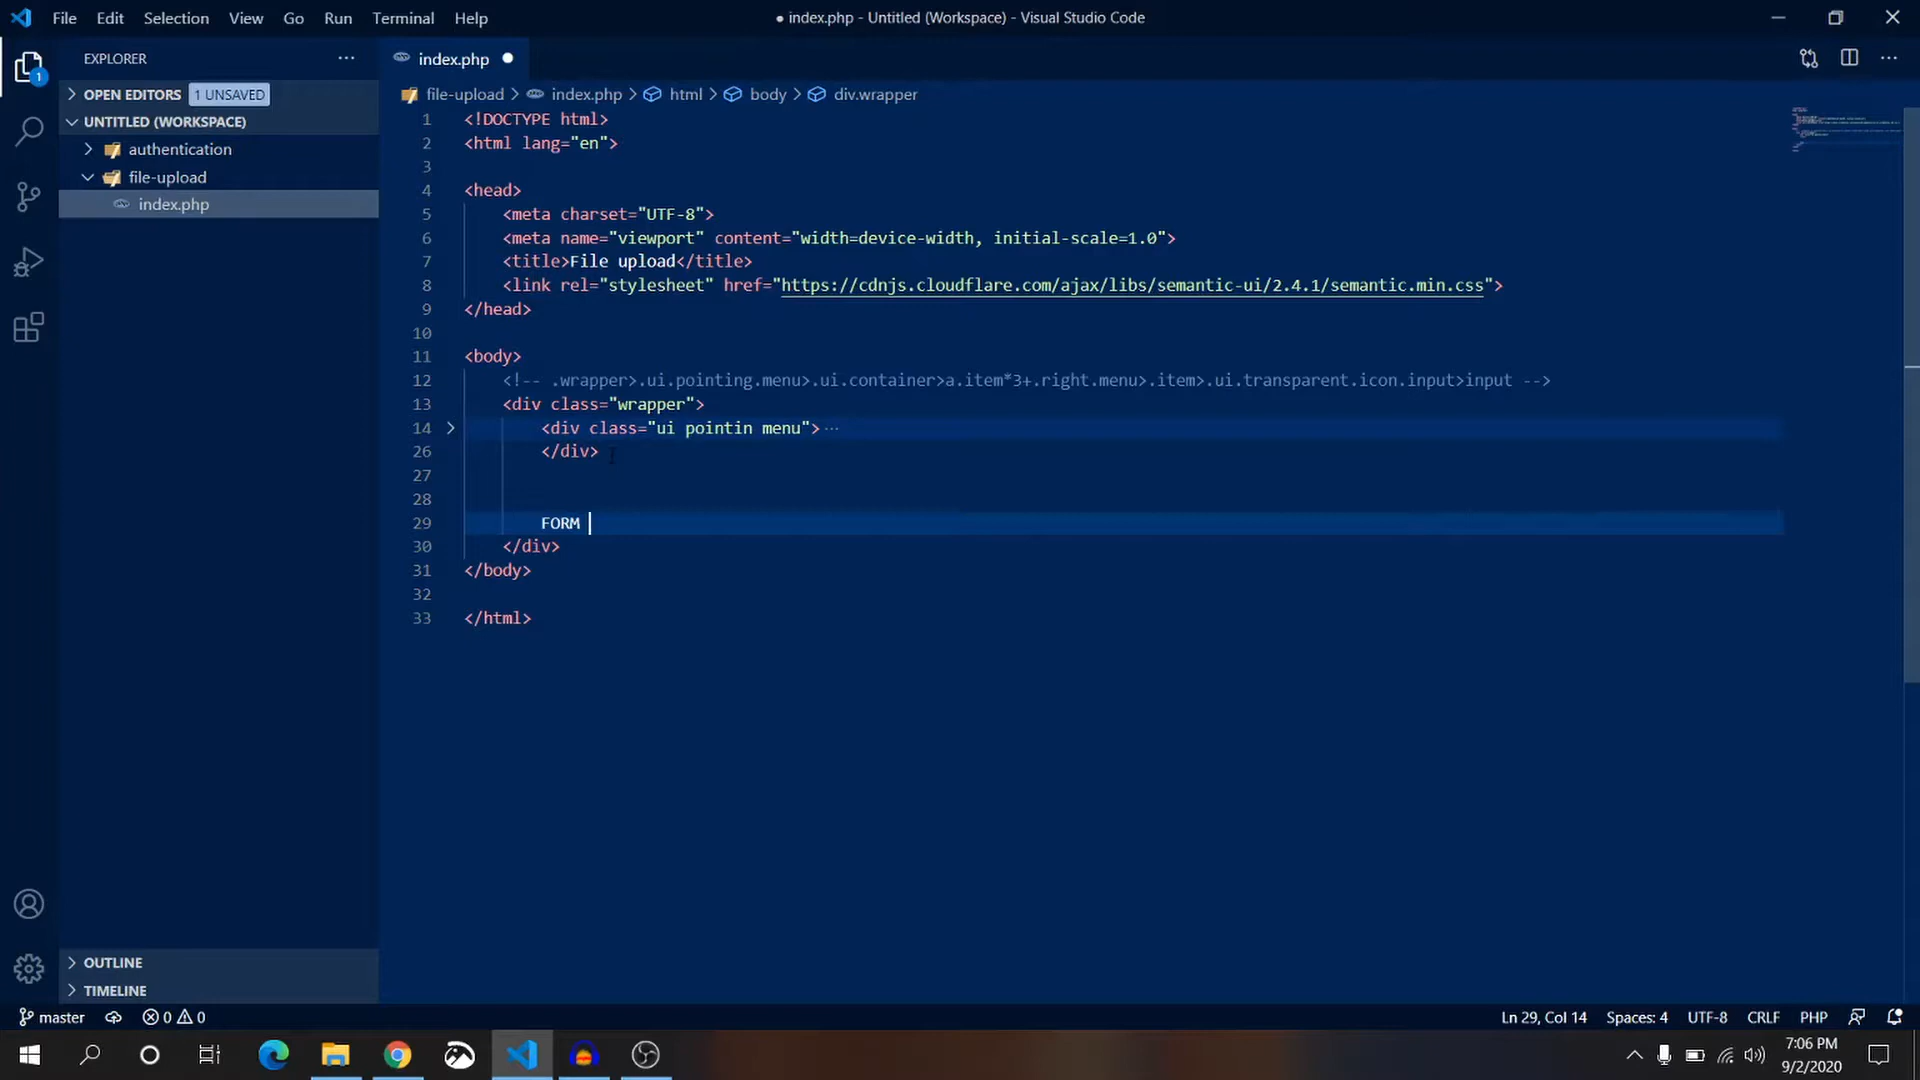 File Edit Selection View Go Run Terminal Help
● index.php - Untitled (Workspace) - Visual Studio Code
EXPLORER
index.php
OPEN EDITORS 1 UNSAVED
UNTITLED (WORKSPACE)
authentication
file-upload
index.php
1
file-upload > index.php > html > body > div.wrapper
1 <!DOCTYPE html>
2 <html lang="en">
3
4 <head>
5 <meta charset="UTF-8">
6 <meta name="viewport" content="width=device-width, initial-scale=1.0">
7 <title>File upload</title>
8 <link rel="stylesheet" href="https://cdnjs.cloudflare.com/ajax/libs/semantic-ui/2.4.1/semantic.min.css">
9 </head>
10
11 <body>
12 <!-- .wrapper>.ui.pointing.menu>.ui.container>a.item*3+.right.menu>.item>.ui.transparent.icon.input>input -->
13 <div class="wrapper">
14 <div class="ui pointin menu">···
26 </div>
27
28
29 FORM
30 </div>
31 </body>
32
33 </html>
OUTLINE
TIMELINE
master 0 0
Ln 29, Col 14 Spaces: 4 UTF-8 CRLF PHP
7:06 PM
9/2/2020